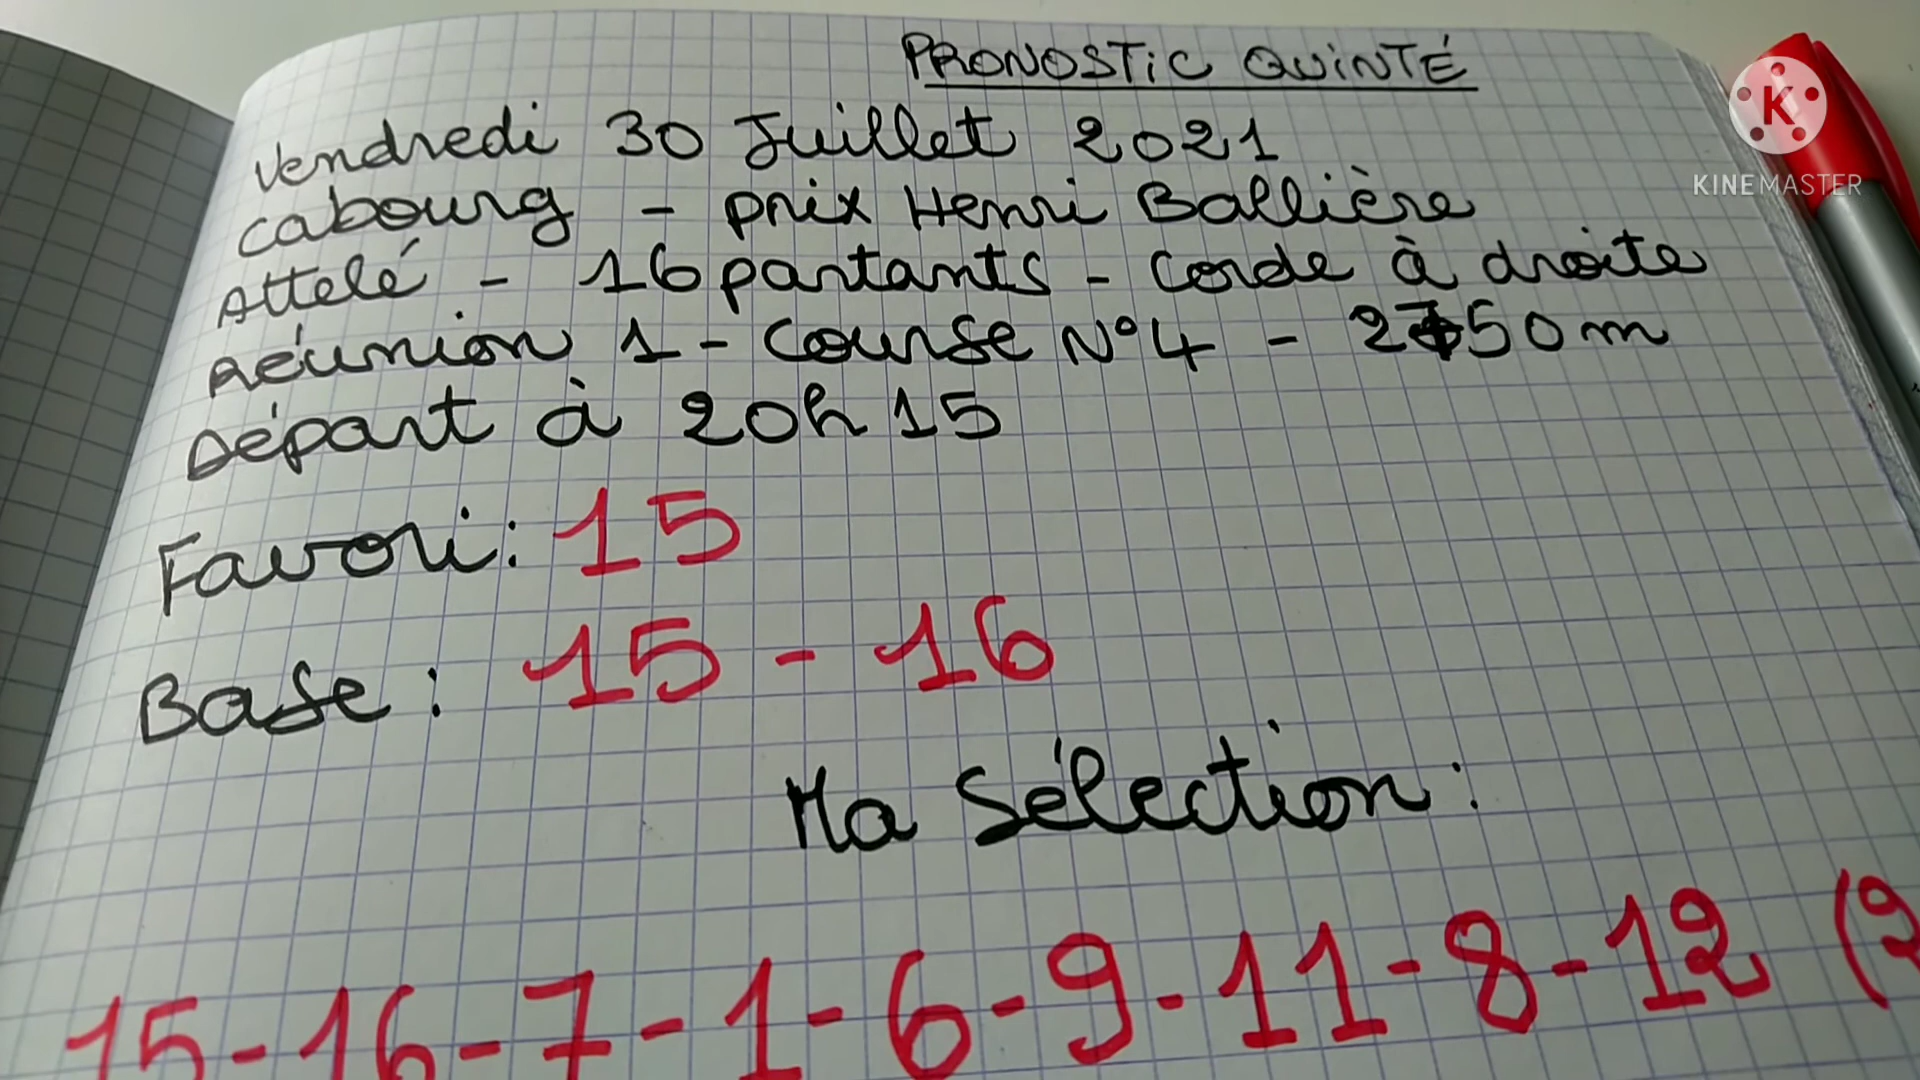 PRONOSTIC QUINTÉ
Vendredi 30 Juillet 2021
Cabourg - prix Henri Ballière
Attelé - 16 partants - Corde à droite
Réunion 1 - Course N°4 - 2750m
Départ à 20h15
Favori: 15
Base: 15 - 16
Ma Sélection:
15-16-7-1-6-9-11-8-12 (2
K
KINEMASTER